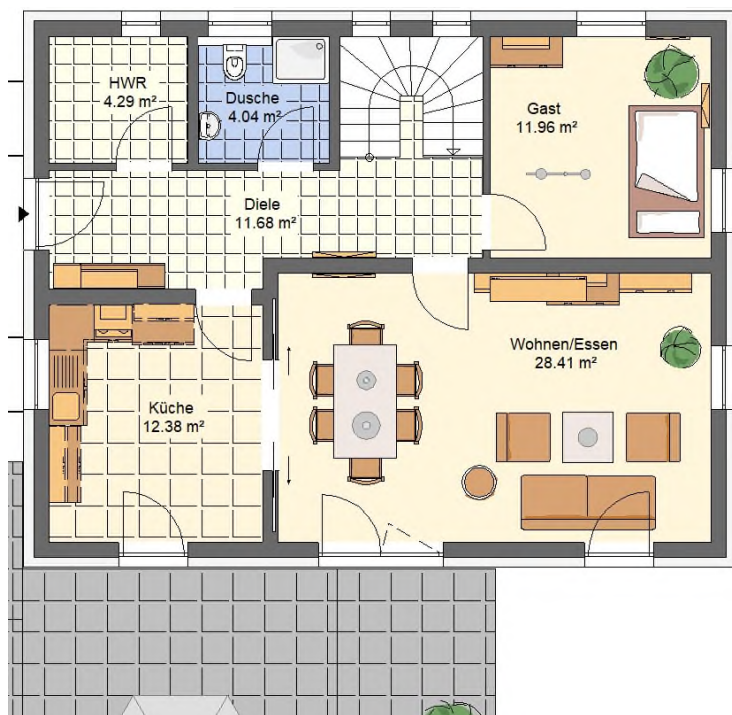 HWR
4.29 m²
Dusche
4.04 m²
Gast
11.96 m²
Diele
11.68 m²
Wohnen/Essen
28.41 m²
Küche
12.38 m²